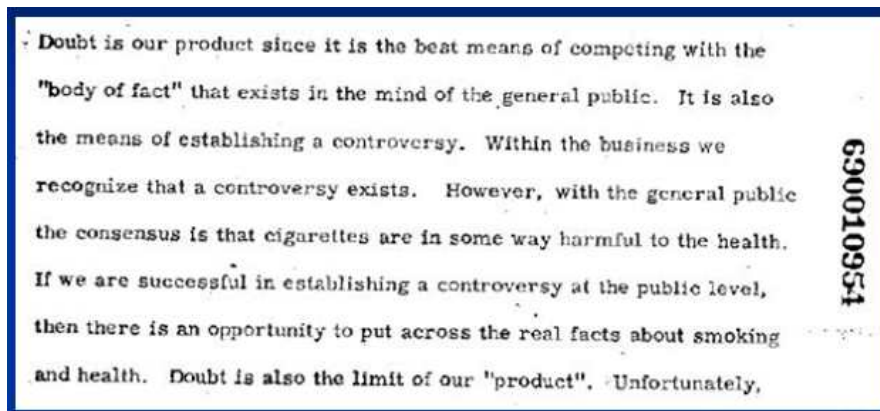 Doubt is our product since it is the best means of competing with the
"body of fact" that exists in the mind of the general public. It is also
the means of establishing a controversy. Within the business we
recognize that a controversy exists. However, with the general public
the consensus is that cigarettes are in some way harmful to the health.
If we are successful in establishing a controversy at the public level,
then there is an opportunity to put across the real facts about smoking
and health. Doubt is also the limit of our "product". Unfortunately,
690010954